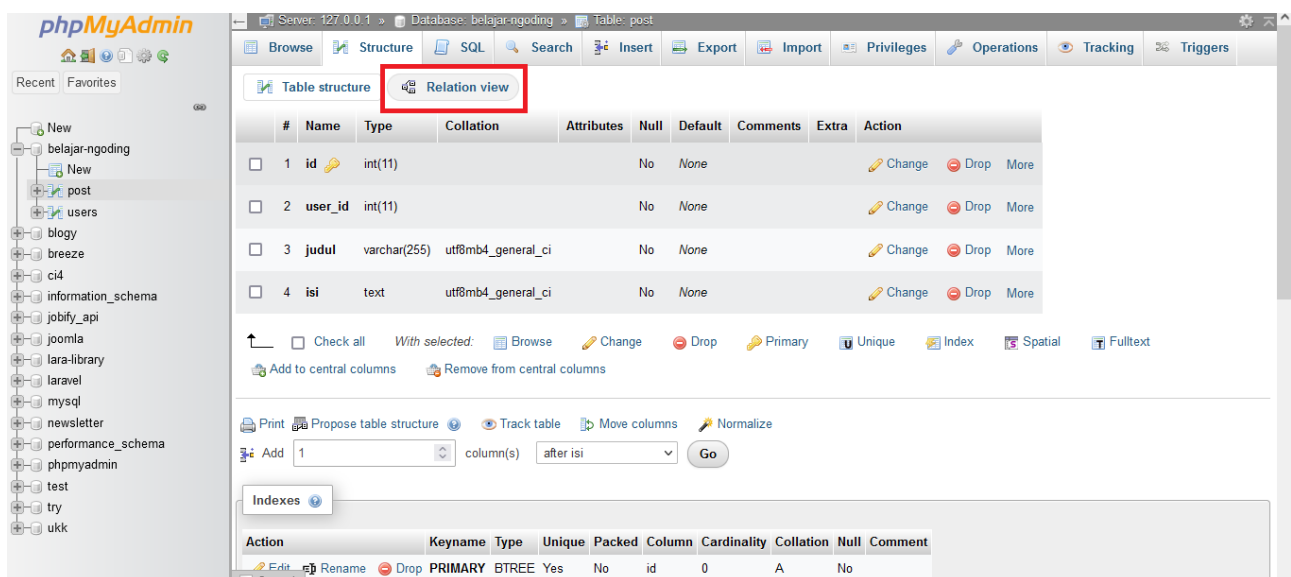 phpMyAdmin
Recent Favorites
New
belajar-ngoding
New
post
users
blogy
breeze
ci4
information_schema
jobify_api
joomla
lara-library
laravel
mysql
newsletter
performance_schema
phpmyadmin
test
try
ukk
Server: 127.0.0.1 » Database: belajar-ngoding » Table: post
Browse Structure SQL Search Insert Export Import Privileges Operations Tracking Triggers
Table structure Relation view
# Name Type Collation Attributes Null Default Comments Extra Action
1 id int(11) No None Change Drop More
2 user_id int(11) No None Change Drop More
3 judul varchar(255) utf8mb4_general_ci No None Change Drop More
4 isi text utf8mb4_general_ci No None Change Drop More
Check all With selected: Browse Change Drop Primary Unique Index Spatial Fulltext
Add to central columns Remove from central columns
Print Propose table structure Track table Move columns Normalize
Add 1 column(s) after isi Go
Indexes
Action Keyname Type Unique Packed Column Cardinality Collation Null Comment
Edit Rename Drop PRIMARY BTREE Yes No id 0 A No